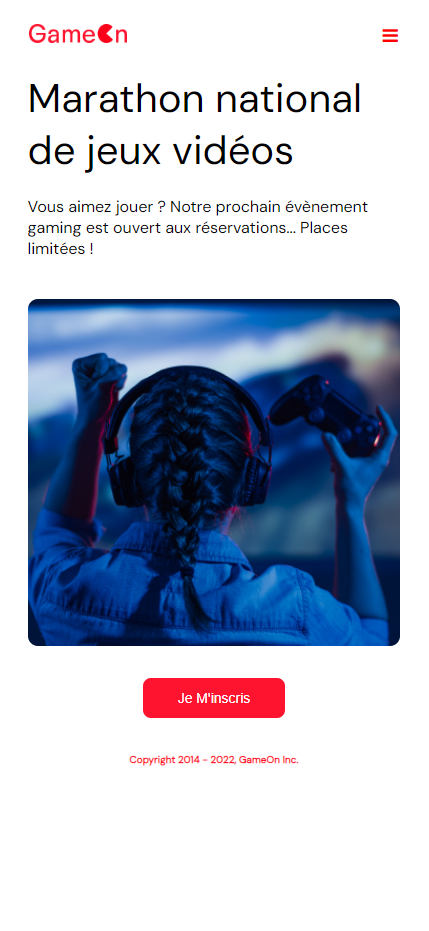 GameOn
Marathon national
de jeux vidéos
Vous aimez jouer ? Notre prochain évènement
gaming est ouvert aux réservations... Places
limitées !
Je M'inscris
Copyright 2014 - 2022, GameOn Inc.